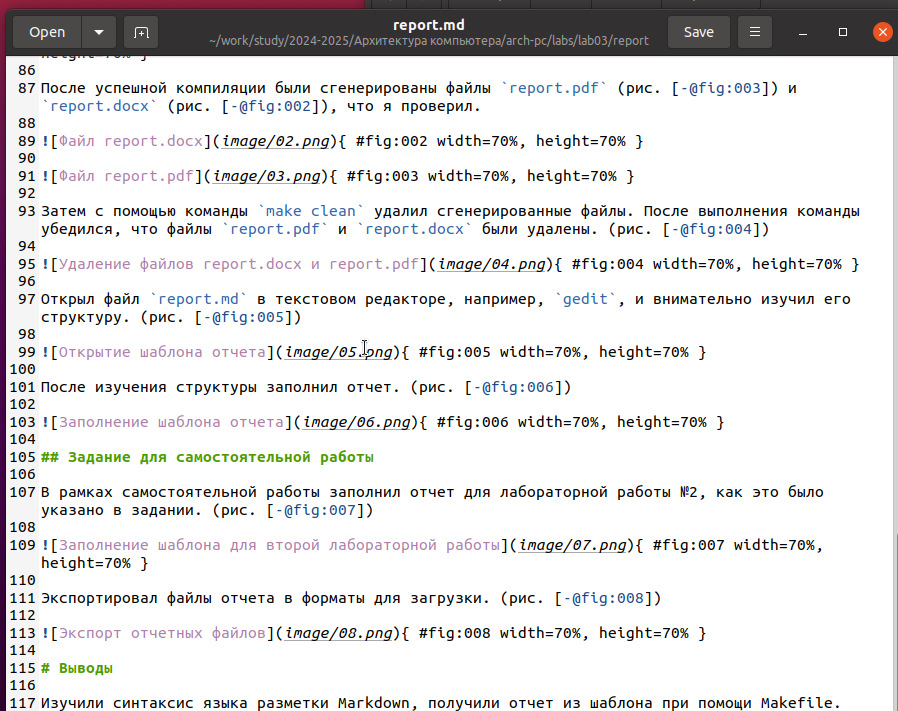 Open
report.md
~/work/study/2024-2025/Архитектура компьютера/arch-pc/labs/lab03/report
Save
height=70% }
86
87 После успешной компиляции были сгенерированы файлы `report.pdf` (рис. [-@fig:003]) и
`report.docx` (рис. [-@fig:002]), что я проверил.
88
89 ![Файл report.docx](image/02.png){ #fig:002 width=70%, height=70% }
90
91 ![Файл report.pdf](image/03.png){ #fig:003 width=70%, height=70% }
92
93 Затем с помощью команды `make clean` удалил сгенерированные файлы. После выполнения команды
убедился, что файлы `report.pdf` и `report.docx` были удалены. (рис. [-@fig:004])
94
95 ![Удаление файлов report.docx и report.pdf](image/04.png){ #fig:004 width=70%, height=70% }
96
97 Открыл файл `report.md` в текстовом редакторе, например, `gedit`, и внимательно изучил его
структуру. (рис. [-@fig:005])
98
99 ![Открытие шаблона отчета](image/05.png){ #fig:005 width=70%, height=70% }
100
101 После изучения структуры заполнил отчет. (рис. [-@fig:006])
102
103 ![Заполнение шаблона отчета](image/06.png){ #fig:006 width=70%, height=70% }
104
105 ## Задание для самостоятельной работы
106
107 В рамках самостоятельной работы заполнил отчет для лабораторной работы №2, как это было
указано в задании. (рис. [-@fig:007])
108
109 ![Заполнение шаблона для второй лабораторной работы](image/07.png){ #fig:007 width=70%,
height=70% }
110
111 Экспортировал файлы отчета в форматы для загрузки. (рис. [-@fig:008])
112
113 ![Экспорт отчетных файлов](image/08.png){ #fig:008 width=70%, height=70% }
114
115 # Выводы
116
117 Изучили синтаксис языка разметки Markdown, получили отчет из шаблона при помощи Makefile.